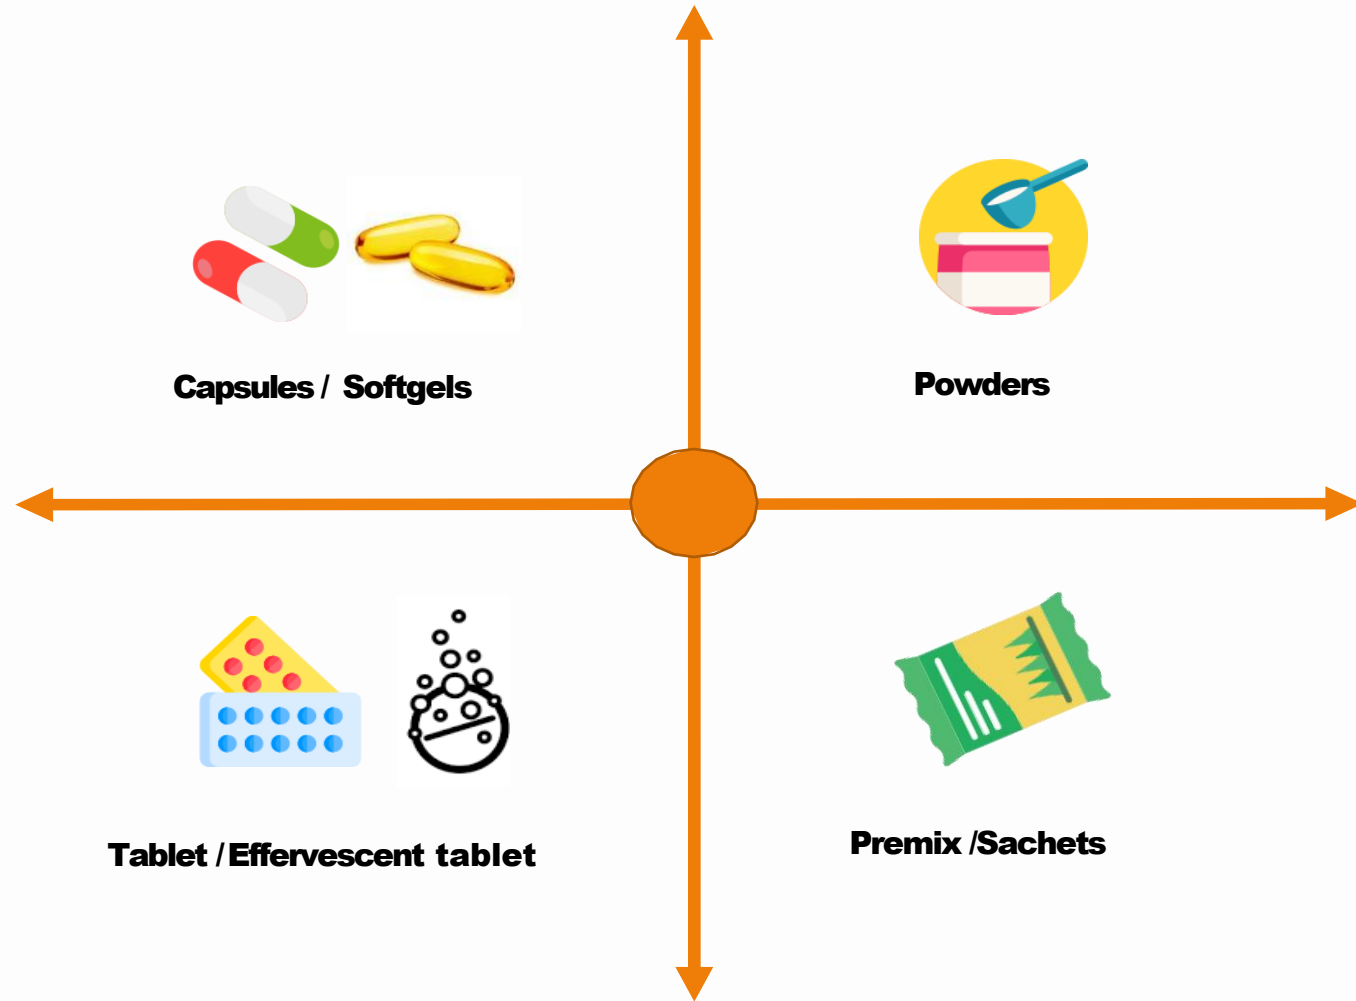 Capsules / Softgels
Powders
Tablet / Effervescent tablet
Premix /Sachets